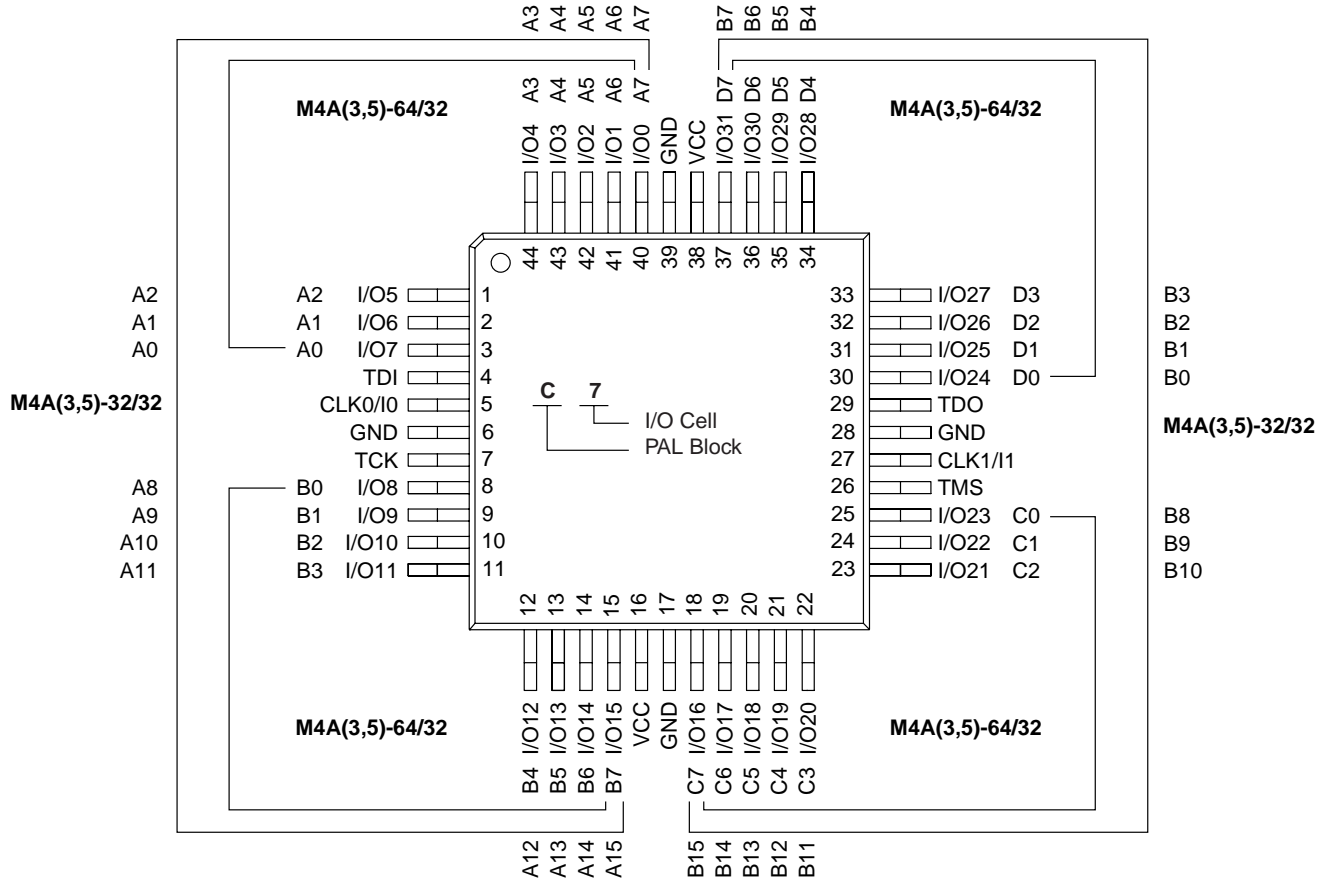 A3 A4 A5 A6 A7 B7 B6 B5 B4
A3 A4 A5 A6 A7 D7 D6 D5 D4
M4A(3,5)-64/32 M4A(3,5)-64/32
I/O4 I/O3 I/O2 I/O1 I/O0 GND VCC I/O31 I/O30 I/O29 I/O28
44 43 42 41 40 39 38 37 36 35 34
A2 A2 I/O5 1 33 I/O27 D3 B3
A1 A1 I/O6 2 32 I/O26 D2 B2
A0 A0 I/O7 3 31 I/O25 D1 B1
TDI 4 30 I/O24 D0 B0
M4A(3,5)-32/32 CLK0/I0 5 C 7 29 TDO
I/O Cell
GND 6 28 GND M4A(3,5)-32/32
PAL Block
TCK 7 27 CLK1/I1
A8 B0 I/O8 8 26 TMS
A9 B1 I/O9 9 25 I/O23 C0 B8
A10 B2 I/O10 10 24 I/O22 C1 B9
A11 B3 I/O11 11 23 I/O21 C2 B10
12 13 14 15 16 17 18 19 20 21 22
I/O12 I/O13 I/O14 I/O15 VCC GND I/O16 I/O17 I/O18 I/O19 I/O20
M4A(3,5)-64/32 M4A(3,5)-64/32
B4 B5 B6 B7 C7 C6 C5 C4 C3
A12 A13 A14 A15 B15 B14 B13 B12 B11